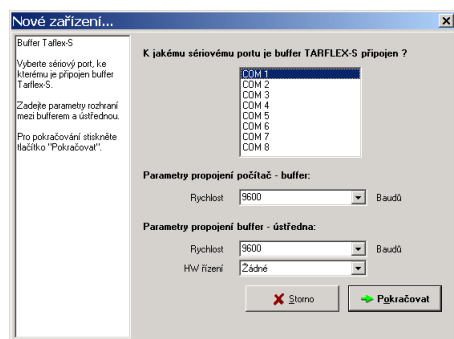 Nové zařízení...
Buffer Taflex-S
Vyberte sériový port, ke
kterému je připojen buffer
Tarflex-S.
Zadejte parametry rozhraní
mezi bufferem a ústřednou.
Pro pokračování stiskněte
tlačítko "Pokračovat".
K jakému sériovému portu je buffer TARFLEX-S připojen ?
COM 1
COM 2
COM 3
COM 4
COM 5
COM 6
COM 7
COM 8
Parametry propojení počítač - buffer:
Rychlost 9600 Baudů
Parametry propojení buffer - ústředna:
Rychlost 9600 Baudů
HW řízení Žádné
Storno Pokračovat